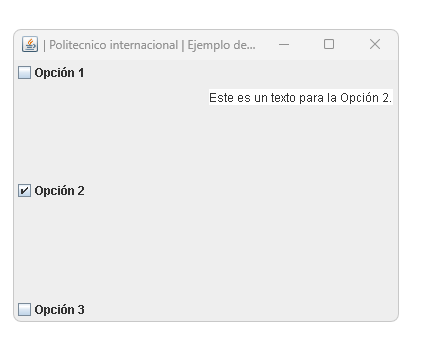 | Politecnico internacional | Ejemplo de...
Opción 1
Este es un texto para la Opción 2.
Opción 2
Opción 3